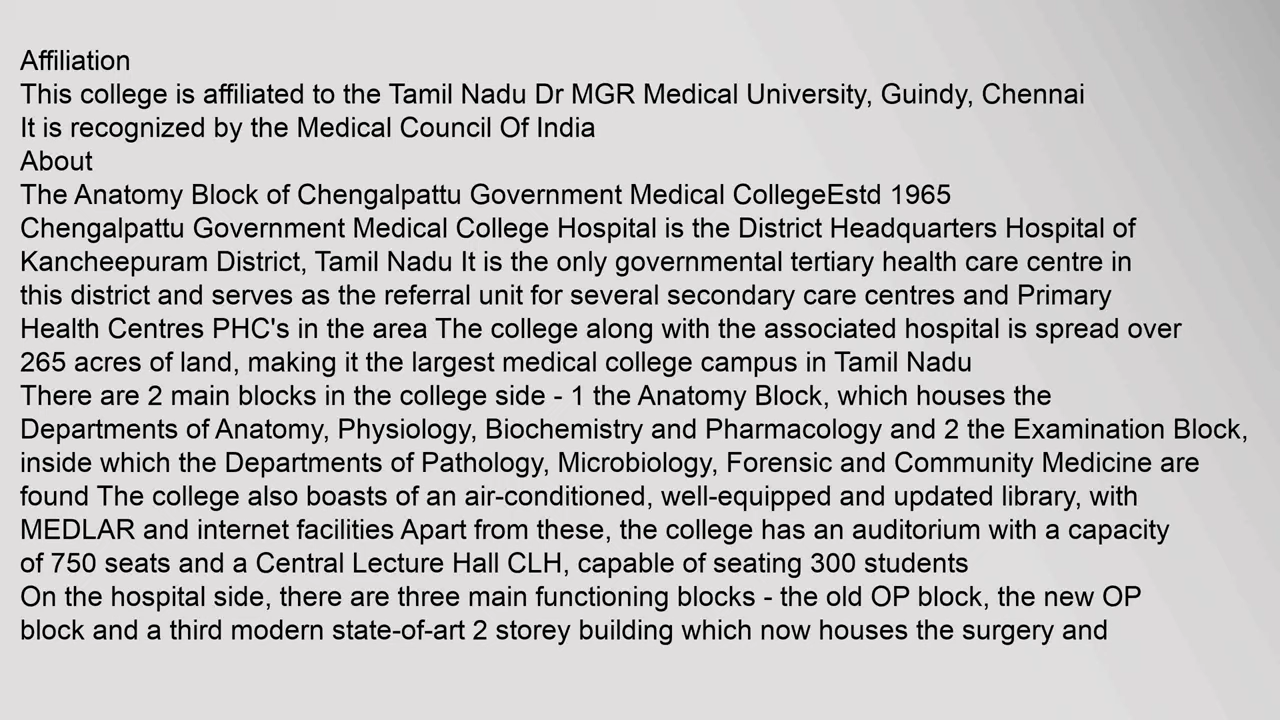 Affiliation
This college is affiliated to the Tamil Nadu Dr MGR Medical University, Guindy, Chennai
It is recognized by the Medical Council Of India
About
The Anatomy Block of Chengalpattu Government Medical CollegeEstd 1965
Chengalpattu Government Medical College Hospital is the District Headquarters Hospital of
Kancheepuram District, Tamil Nadu It is the only governmental tertiary health care centre in
this district and serves as the referral unit for several secondary care centres and Primary
Health Centres PHC's in the area The college along with the associated hospital is spread over
265 acres of land, making it the largest medical college campus in Tamil Nadu
There are 2 main blocks in the college side - 1 the Anatomy Block, which houses the
Departments of Anatomy, Physiology, Biochemistry and Pharmacology and 2 the Examination Block,
inside which the Departments of Pathology, Microbiology, Forensic and Community Medicine are
found The college also boasts of an air-conditioned, well-equipped and updated library, with
MEDLAR and internet facilities Apart from these, the college has an auditorium with a capacity
of 750 seats and a Central Lecture Hall CLH, capable of seating 300 students
On the hospital side, there are three main functioning blocks - the old OP block, the new OP
block and a third modern state-of-art 2 storey building which now houses the surgery and